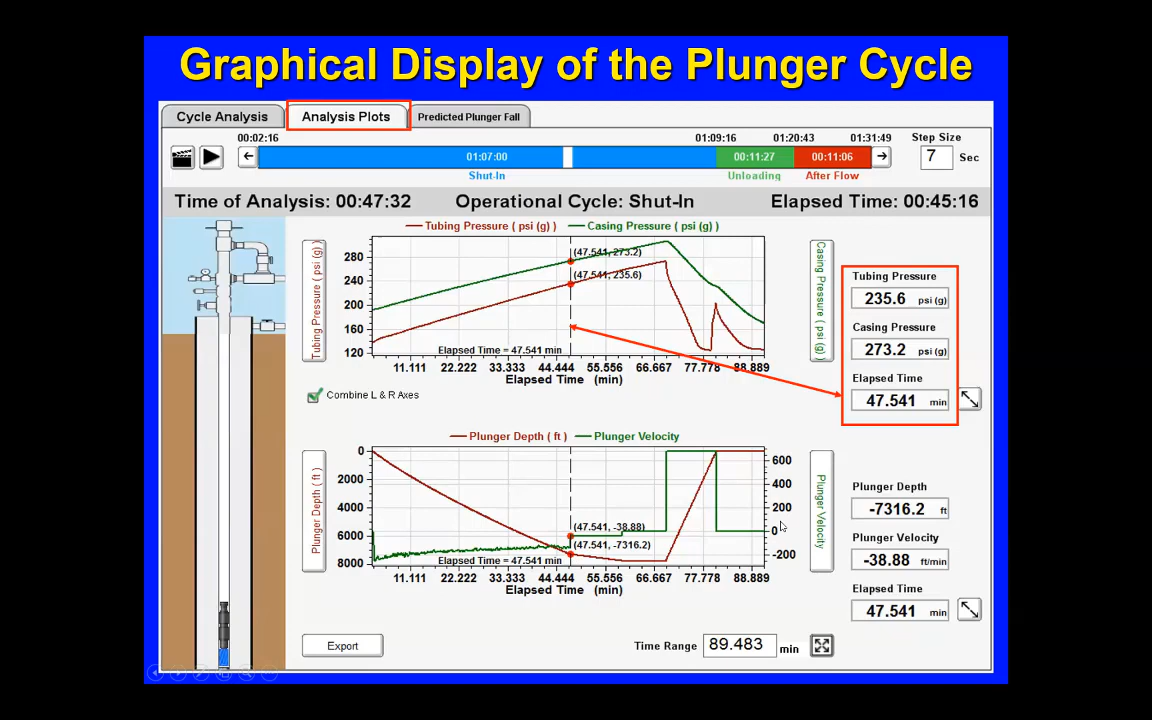 Graphical Display of the Plunger Cycle
Cycle Analysis Analysis Plots Predicted Plunger Fall
00:02:16 01:09:16 01:20:43 01:31:49 Step Size
01:07:00 00:11:27 00:11:06 7 Sec
Shut-In Unloading After Flow
Time of Analysis: 00:47:32 Operational Cycle: Shut-In Elapsed Time: 00:45:16
Tubing Pressure ( psi (g) ) Casing Pressure ( psi (g) )
Tubing Pressure ( psi (g) )
280
240
200
160
120
(47.541, 273.2)
(47.541, 235.6)
Elapsed Time = 47.541 min
11.111 22.222 33.333 44.444 55.556 66.667 77.778 88.889
Elapsed Time (min)
Casing Pressure ( psi (g) )
Tubing Pressure
235.6 psi (g)
Casing Pressure
273.2 psi (g)
Elapsed Time
47.541 min
Combine L & R Axes
Plunger Depth ( ft ) Plunger Velocity
Plunger Depth ( ft )
0
2000
4000
6000
8000
(47.541, -38.88)
(47.541, -7316.2)
Elapsed Time = 47.541 min
600
400
200
0
-200
11.111 22.222 33.333 44.444 55.556 66.667 77.778 88.889
Elapsed Time (min)
Plunger Velocity
Plunger Depth
-7316.2 ft
Plunger Velocity
-38.88 ft/min
Elapsed Time
47.541 min
Export Time Range 89.483 min